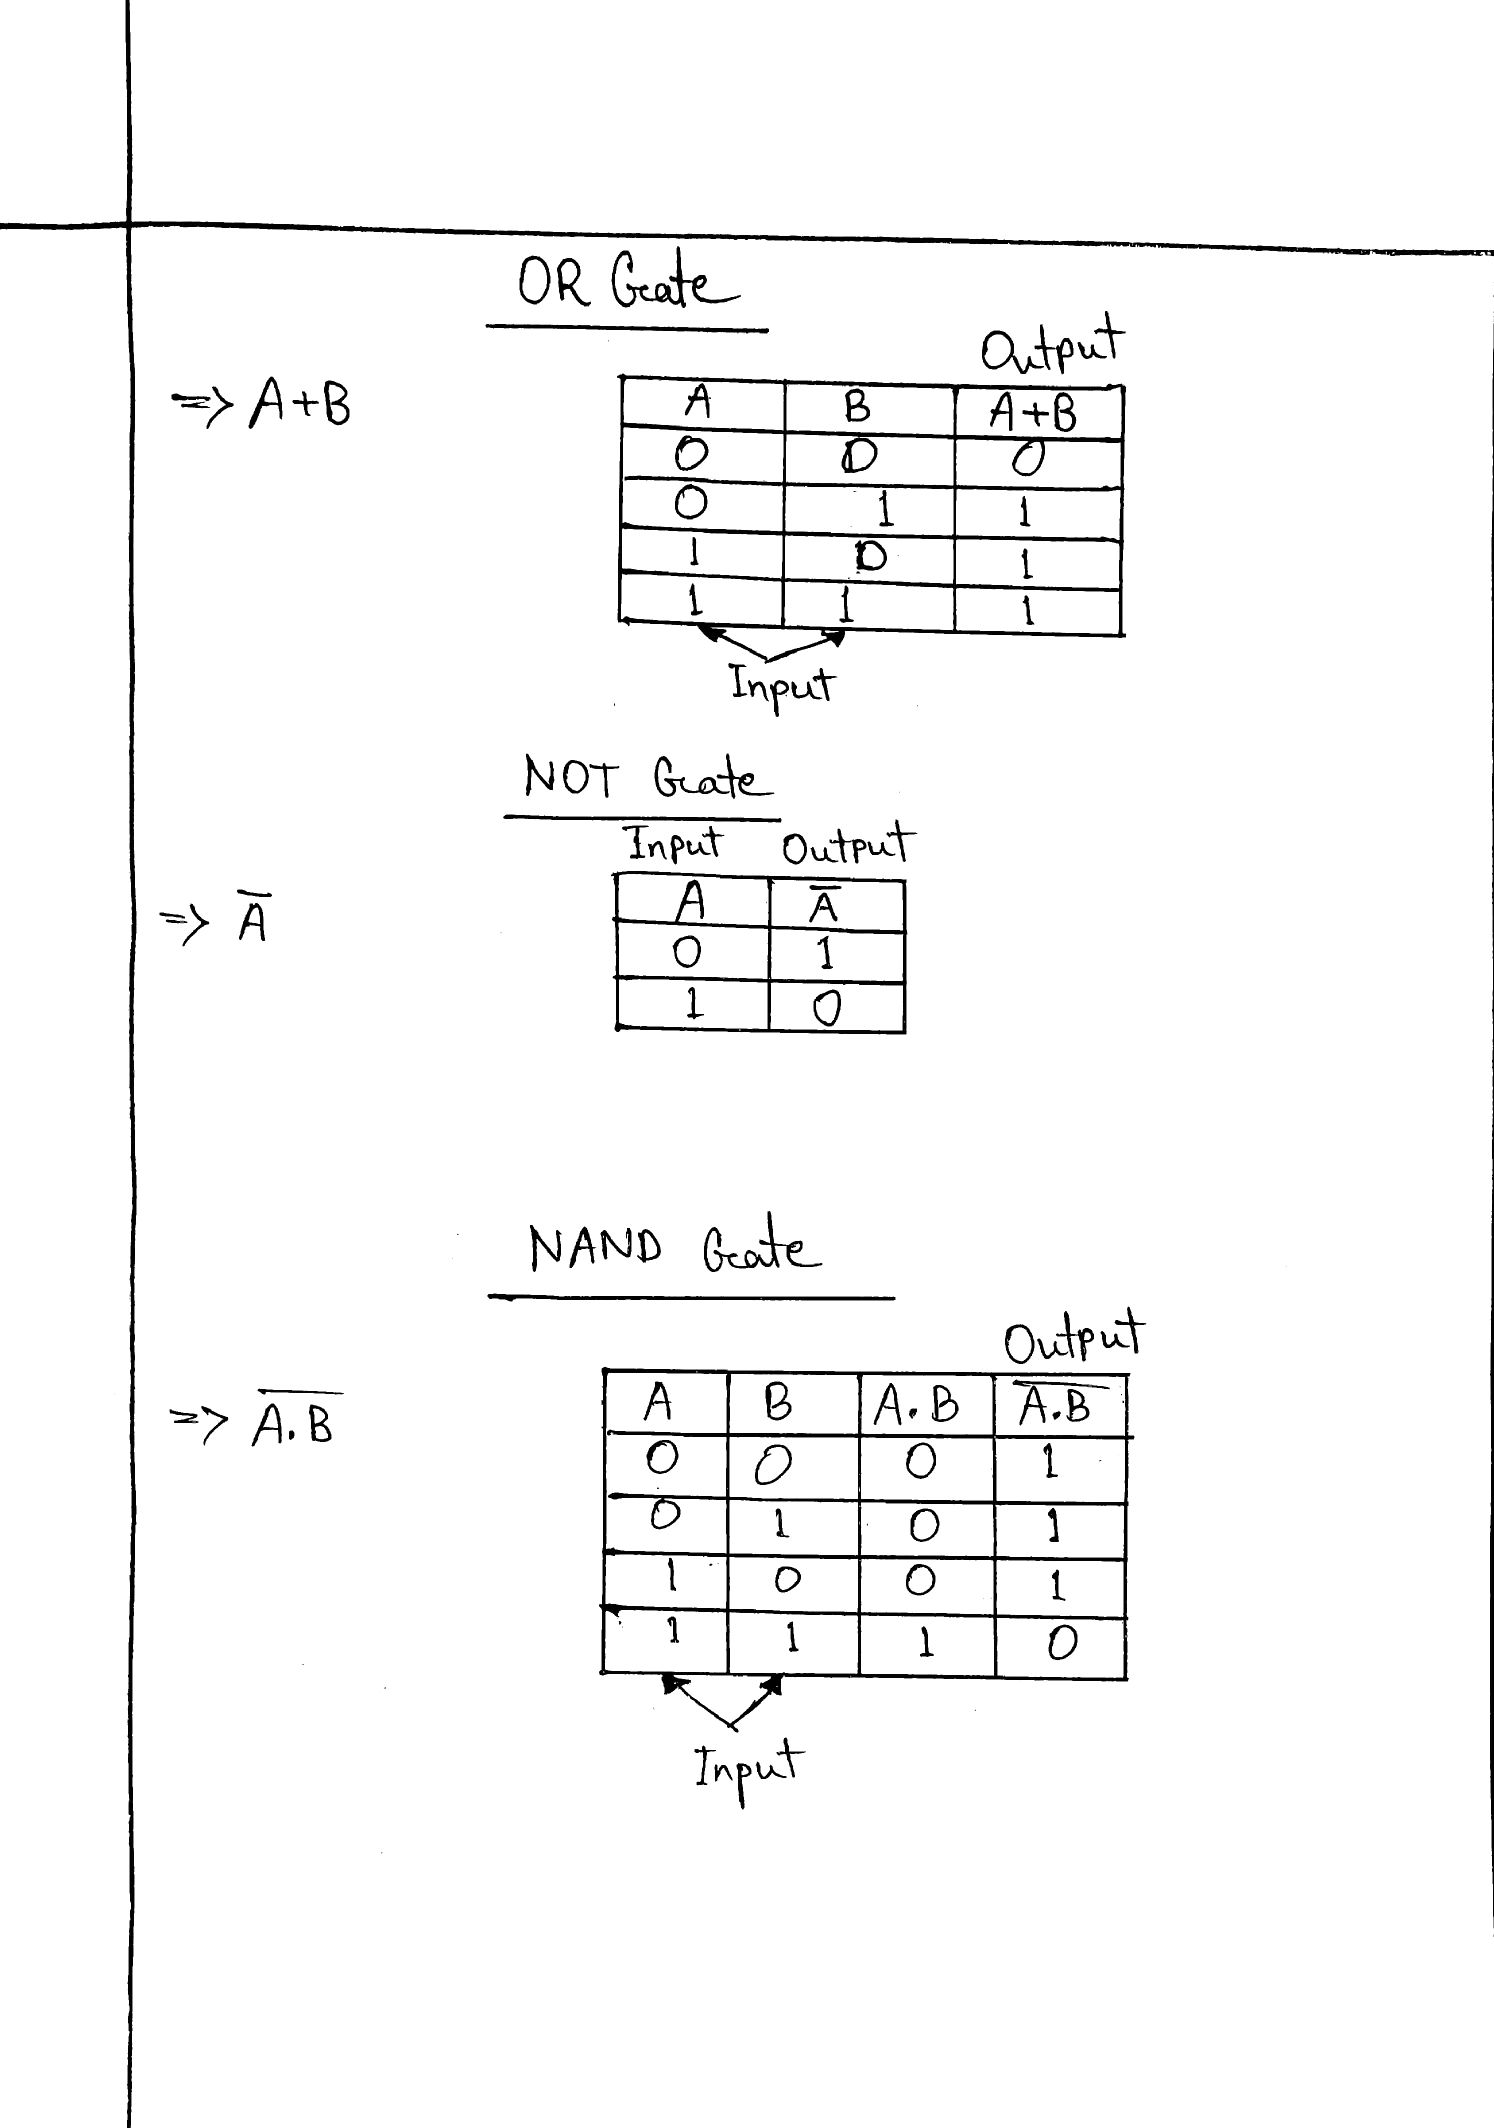 OR Gate
Output
=> A+B
A B A+B
0 0 0
0 1 1
1 0 1
1 1 1
Input
NOT Gate
Input Output
=> A̅
A A̅
0 1
1 0
NAND Gate
Output
=> A̅.̅B̅
A B A.B A̅.̅B̅
0 0 0 1
0 1 0 1
1 0 0 1
1 1 1 0
Input